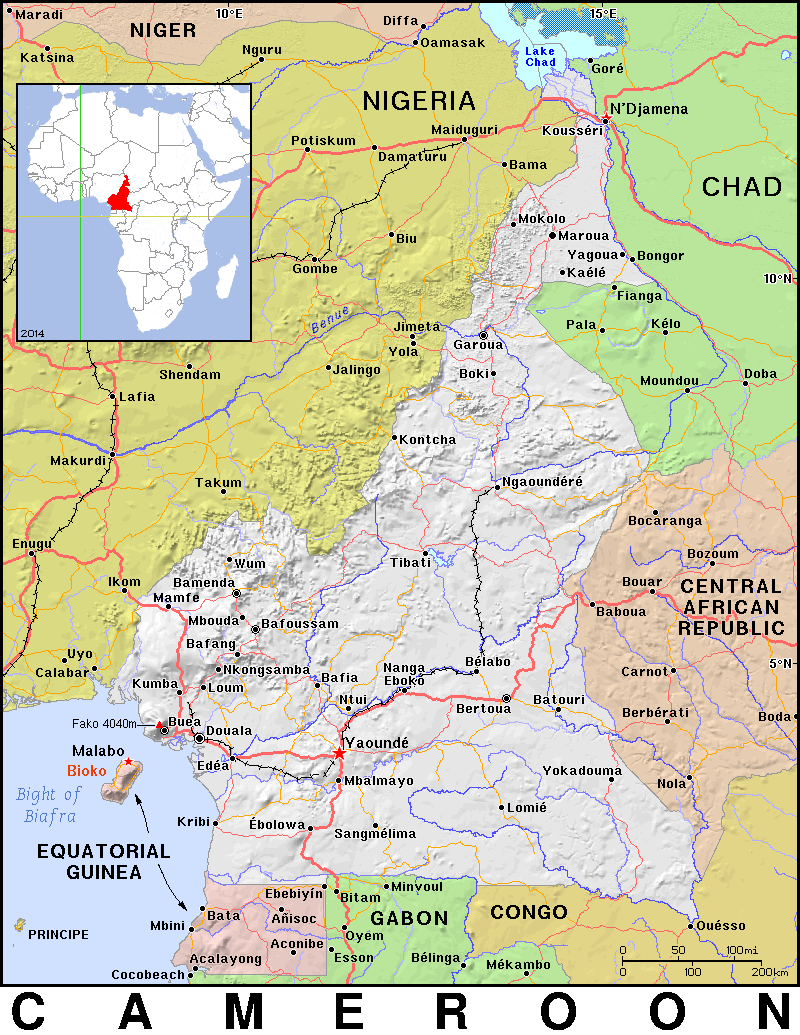 Maradi
10°E
Diffa
15°E
NIGER
Oamasak
Katsina
Nguru
Lake
Chad
Goré
NIGERIA
N'Djamena
Kousséri
Maiduguri
Potiskum
Damaturu
Bama
CHAD
Mokolo
Biu
Maroua
Yagoua
Bongor
Gombe
Kaélé
10°N
Fianga
2014
Benue
Jimeta
Pala
Kélo
Yola
Garoua
Shendam
Jalingo
Boki
Doba
Moundou
Lafia
Kontcha
Makurdi
Takum
Ngaoundéré
Bocaranga
Enugu
Wum
Tibati
Bozoum
Ikom
Bamenda
Bouar
CENTRAL
AFRICAN
REPUBLIC
Mamfe
Baboua
Mbouda
Bafoussam
Bafang
Uyo
Calabar
Nkongsamba
Nanga
Eboko
Bélabo
5°N
Carnot
Kumba
Loum
Bafia
Ntui
Bertoua
Batouri
Berbérati
Boda
Fako 4040m
Buea
Douala
Malabo
Yaoundé
Bioko
Edéa
Mbalmayo
Yokadouma
Nola
Bight of
Biafra
Lomié
Kribi
Ébolowa
Sangmélima
EQUATORIAL
GUINEA
Ebebiyín
Minvoul
Bitam
Bata
Añisoc
GABON
CONGO
Mbini
Oyem
Ouésso
PRINCIPE
Aconibe
Acalayong
Esson
Bélinga
Mékambo
Cocobeach
0 50 100mi
0 100 200km
CAMEROON